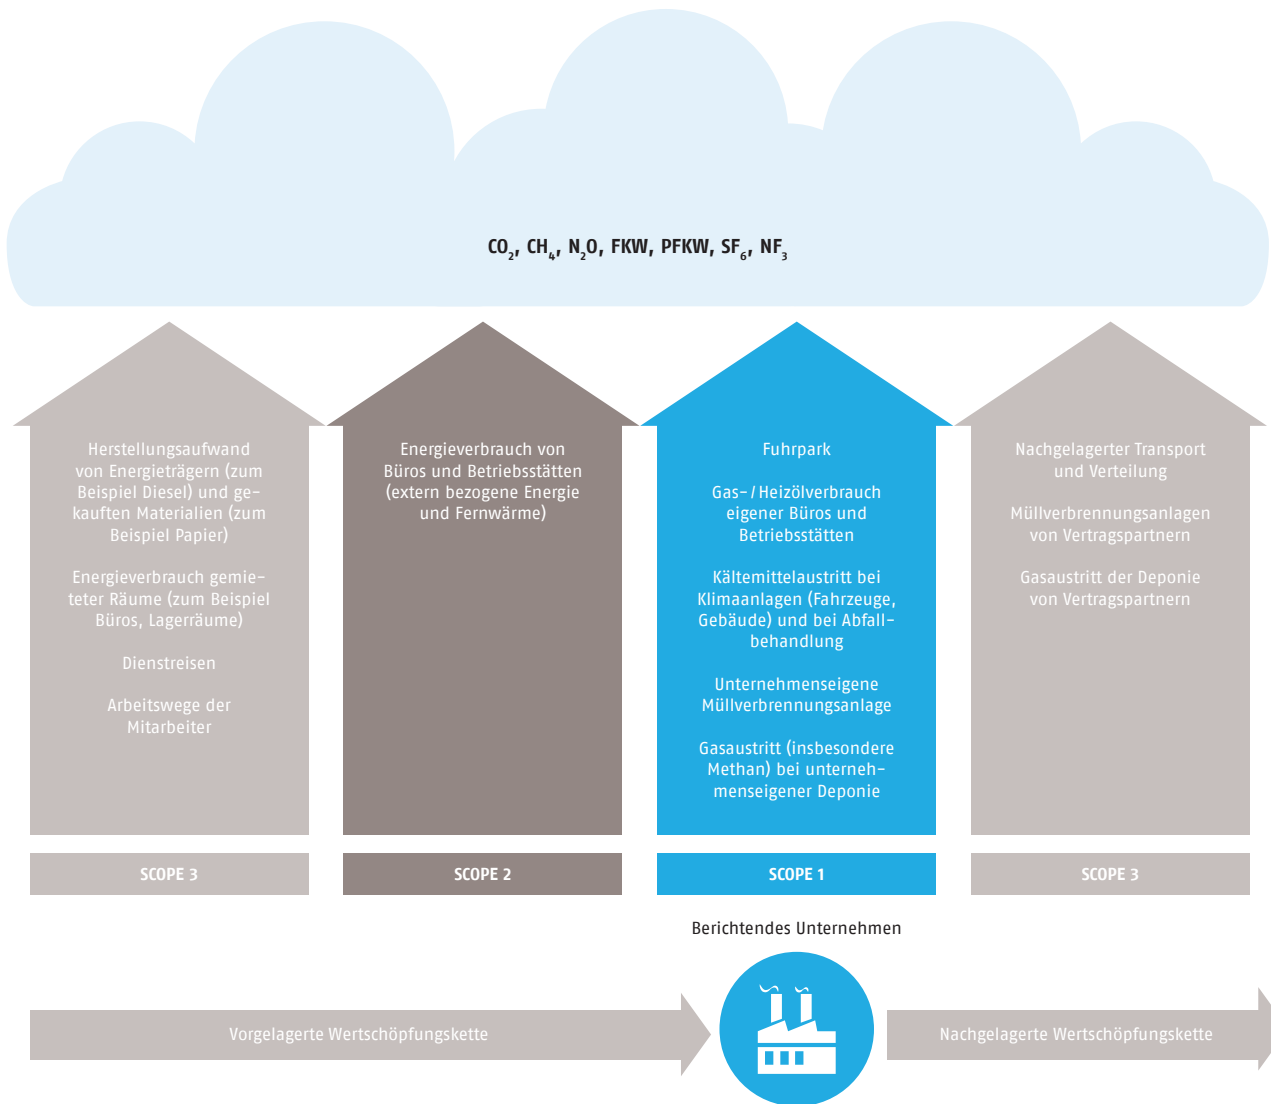 CO₂, CH₄, N₂O, FKW, PFKW, SF₆, NF₃
Herstellungsaufwand
von Energieträgern (zum
Beispiel Diesel) und ge-
kauften Materialien (zum
Beispiel Papier)
Energieverbrauch gemie-
teter Räume (zum Beispiel
Büros, Lagerräume)
Dienstreisen
Arbeitswege der
Mitarbeiter
SCOPE 3
Energieverbrauch von
Büros und Betriebsstätten
(extern bezogene Energie
und Fernwärme)
SCOPE 2
Fuhrpark
Gas-/Heizölverbrauch
eigener Büros und
Betriebsstätten
Kältemittelaustritt bei
Klimaanlagen (Fahrzeuge,
Gebäude) und bei Abfall-
behandlung
Unternehmenseigene
Müllverbrennungsanlage
Gasaustritt (insbesondere
Methan) bei unterneh-
menseigener Deponie
SCOPE 1
Nachgelagerter Transport
und Verteilung
Müllverbrennungsanlagen
von Vertragspartnern
Gasaustritt der Deponie
von Vertragspartnern
SCOPE 3
Berichtendes Unternehmen
Vorgelagerte Wertschöpfungskette
Nachgelagerte Wertschöpfungskette